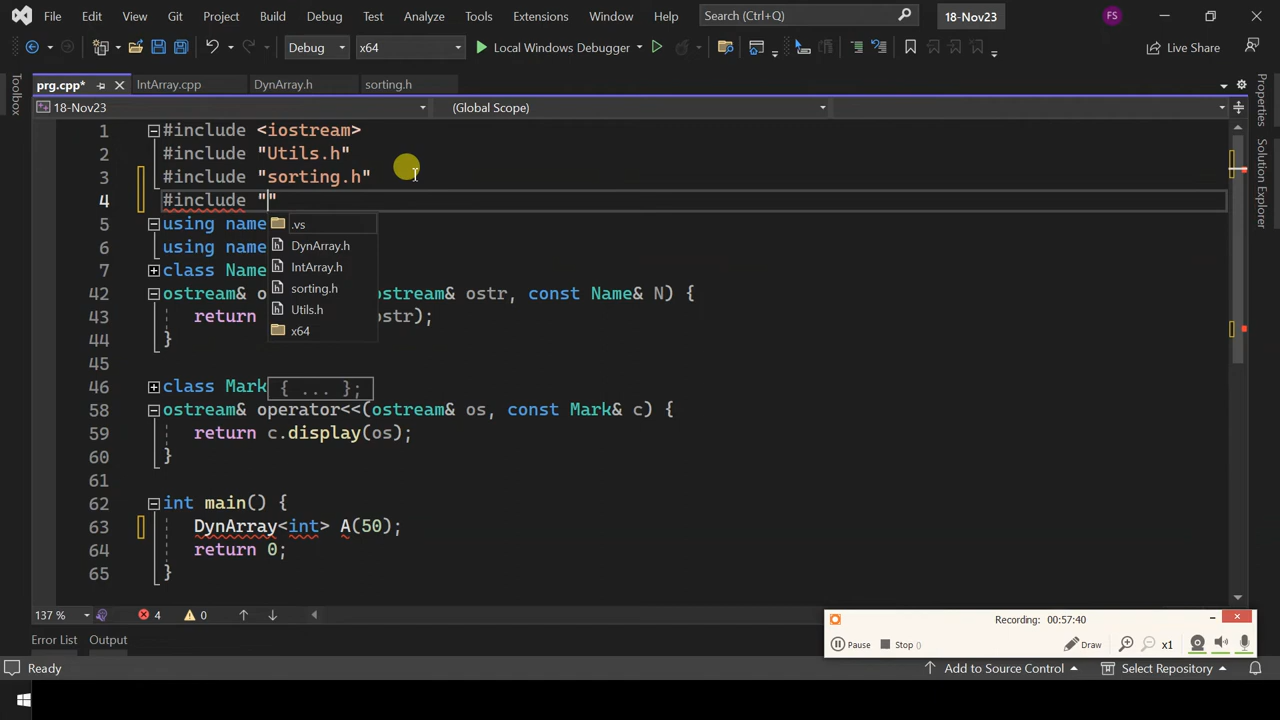 File Edit View Git Project Build Debug Test Analyze Tools Extensions Window Help Search (Ctrl+Q) 18-Nov23 FS
Debug x64 Local Windows Debugger Live Share
prg.cpp* IntArray.cpp DynArray.h sorting.h
18-Nov23 (Global Scope)
Toolbox
Properties
Solution Explorer
1 #include <iostream>
2 #include "Utils.h"
3 #include "sorting.h"
4 #include ""
5 using name
6 using name
7 class Name
.vs
DynArray.h
IntArray.h
sorting.h
Utils.h
x64
42 ostream& o ostream& ostr, const Name& N) {
43 return ostr);
44 }
45
46 class Mark { ... };
58 ostream& operator<<(ostream& os, const Mark& c) {
59 return c.display(os);
60 }
61
62 int main() {
63 DynArray<int> A(50);
64 return 0;
65 }
137 % 4 0
Recording: 00:57:40
Pause Stop () Draw x1
Error List Output
Ready Add to Source Control Select Repository